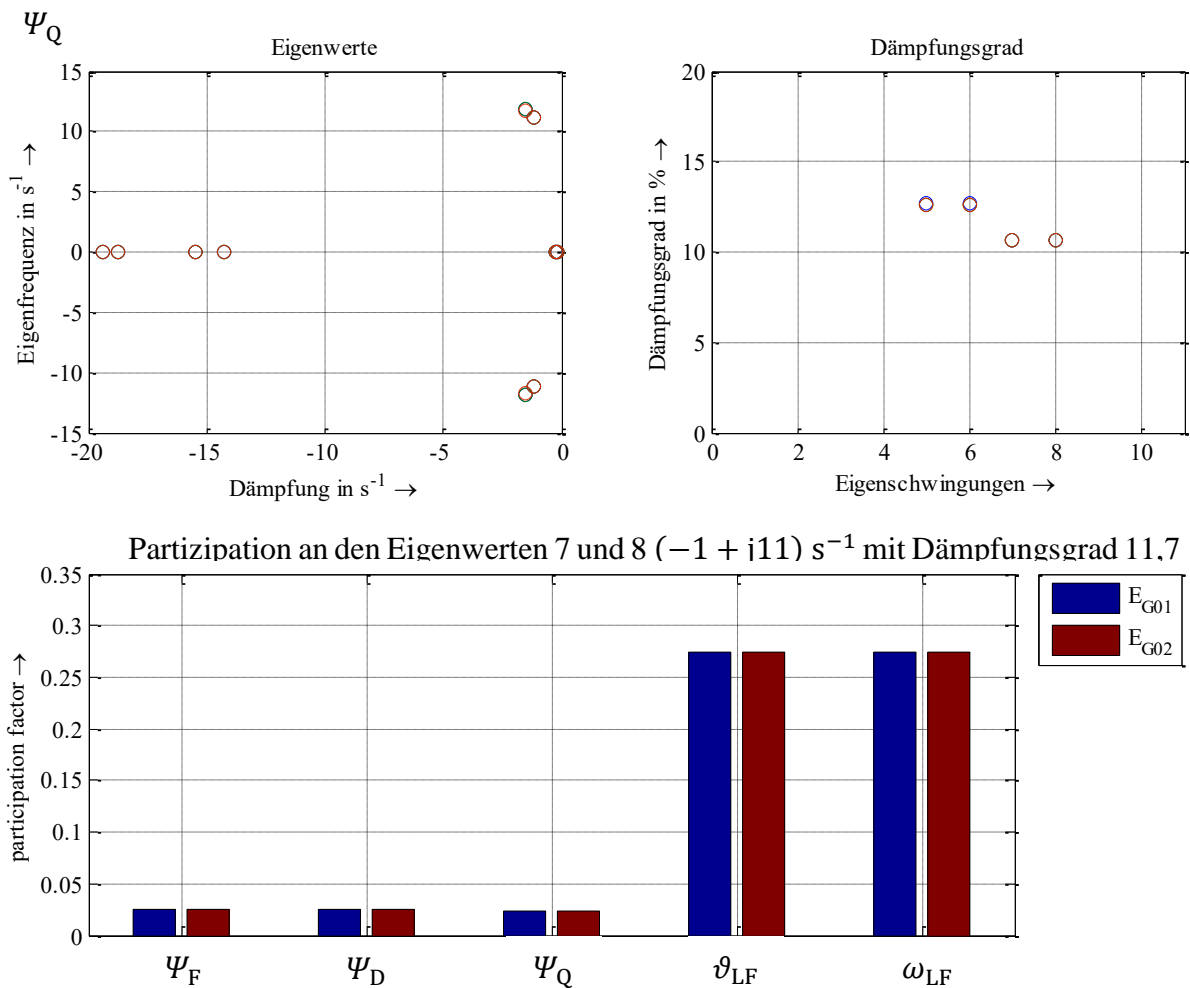 Ψ_Q
Eigenwerte
Dämpfungsgrad
15
10
5
0
-5
-10
-15
Eigenfrequenz in s⁻¹ →
-20
-15
-10
-5
0
Dämpfung in s⁻¹ →
20
15
10
5
0
Dämpfungsgrad in % →
0
2
4
6
8
10
Eigenschwingungen →
Partizipation an den Eigenwerten 7 und 8 (−1 + j11) s⁻¹ mit Dämpfungsgrad 11,7
0.35
0.3
0.25
0.2
0.15
0.1
0.05
0
participation factor →
Ψ_F
Ψ_D
Ψ_Q
ϑ_LF
ω_LF
E_G01
E_G02